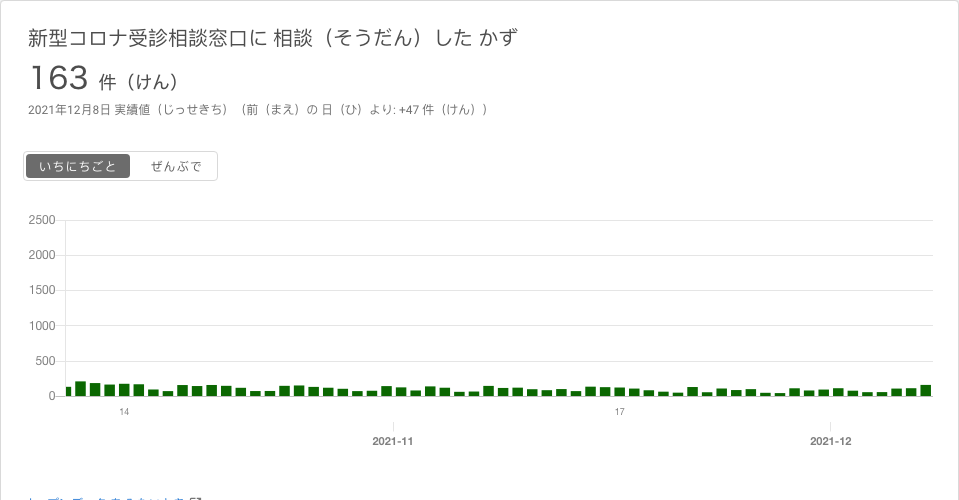 新型コロナ受診相談窓口に 相談（そうだん）した かず
163 件（けん）
2021年12月8日 実績値（じっせきち）（前（まえ）の 日（ひ）より: +47 件（けん））
いちにちごと ぜんぶで
2500
2000
1500
1000
500
0
14 17
2021-11 2021-12